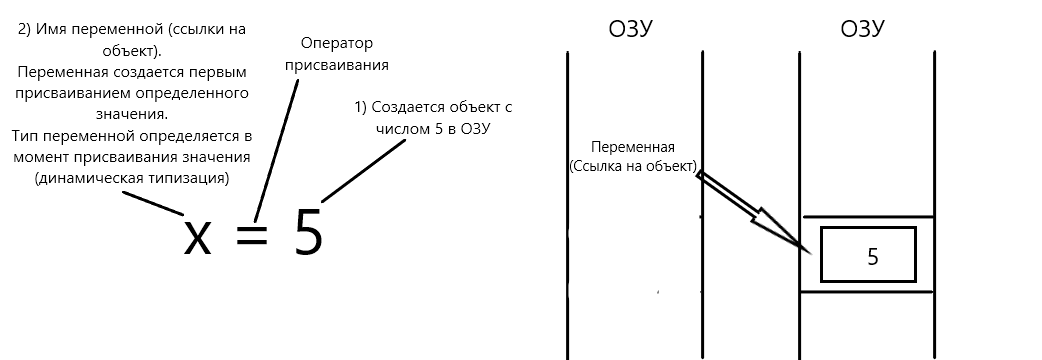 2) Имя переменной (ссылки на
объект).
Переменная создается первым
присваиванием определенного
значения.
Тип переменной определяется в
момент присваивания значения
(динамическая типизация)
Оператор
присваивания
1) Создается объект с
числом 5 в ОЗУ
x = 5
ОЗУ
ОЗУ
Переменная
(Ссылка на объект)
5